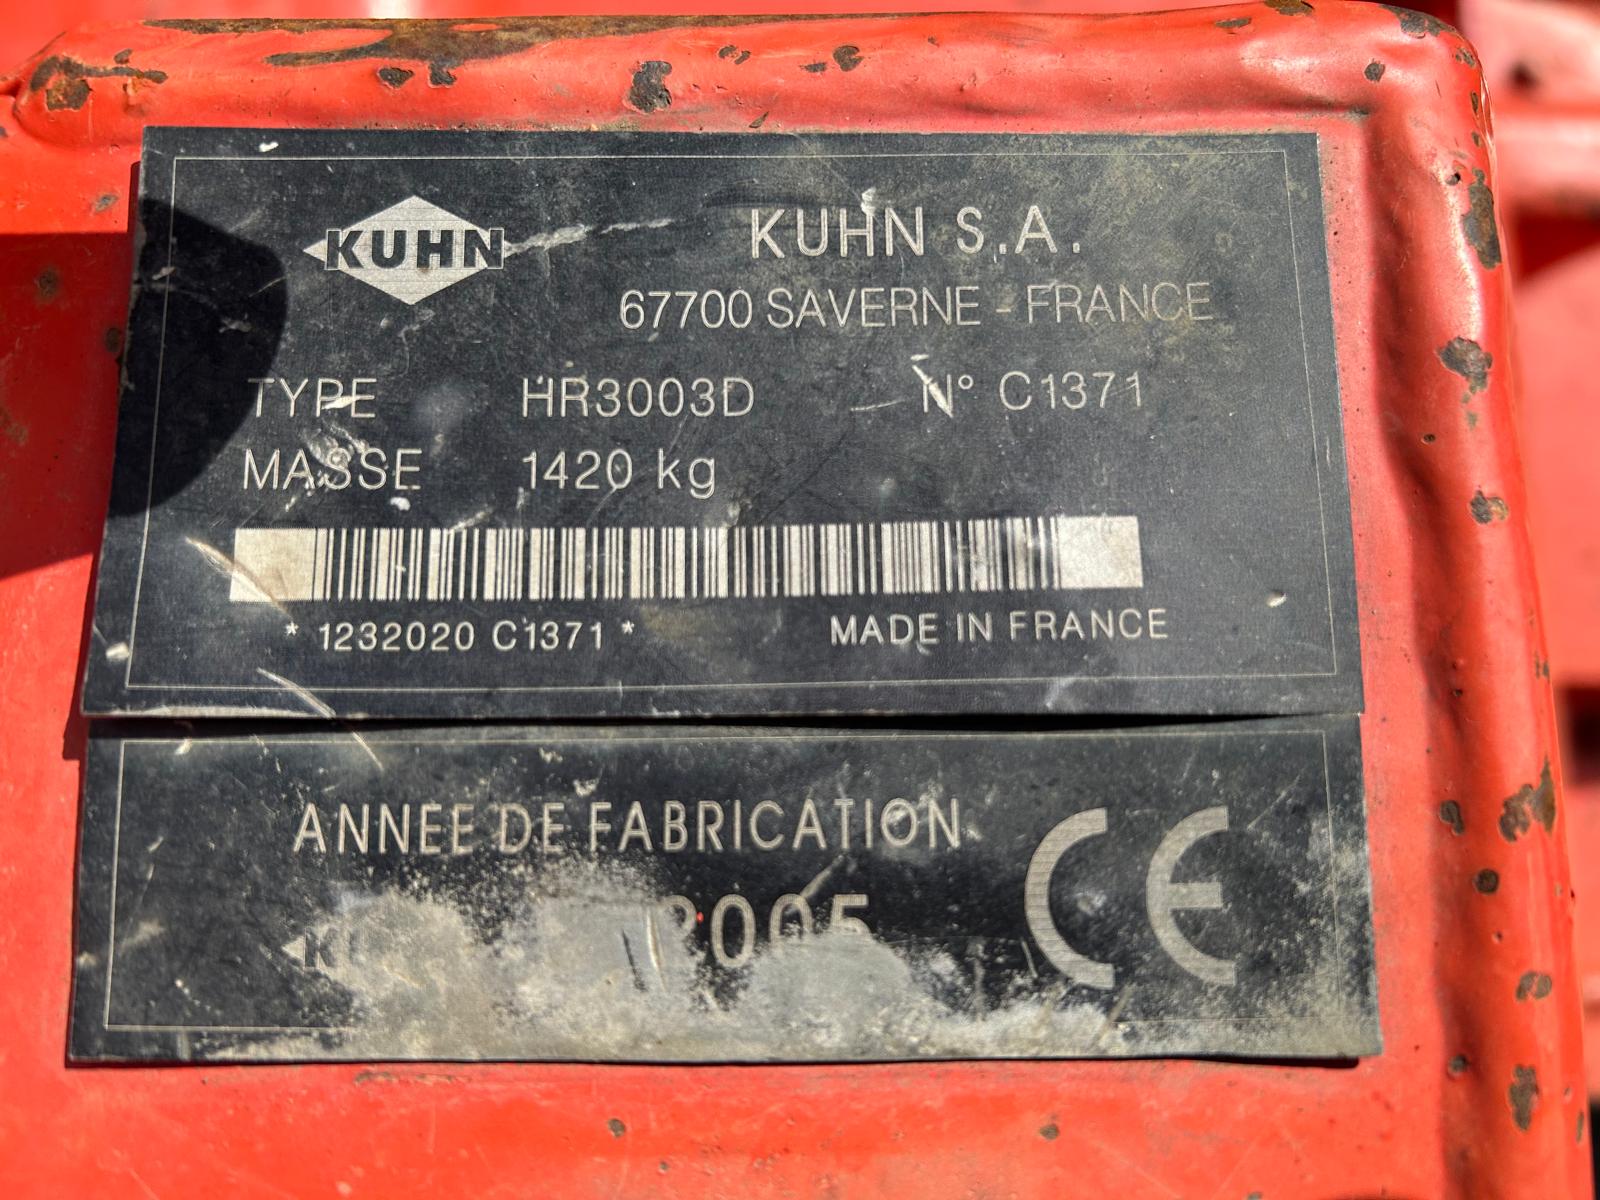 KUHN
KUHN S.A.
67700 SAVERNE - FRANCE
TYPE HR3003D N° C1371
MASSE 1420 kg
* 1232020 C1371 *
MADE IN FRANCE
ANNEE DE FABRICATION
2005
CE